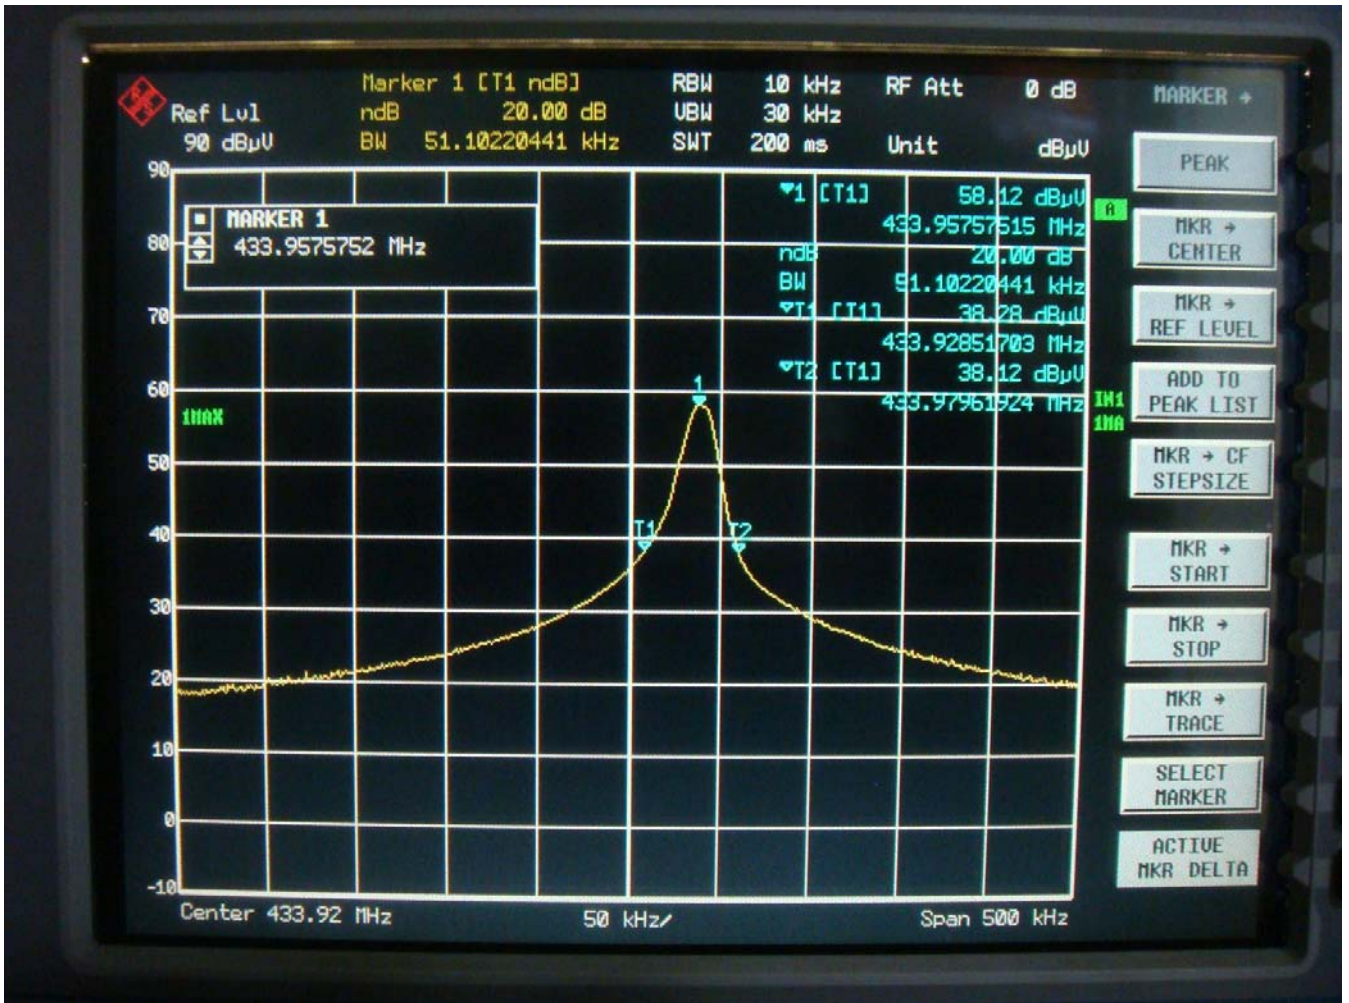 Marker 1 [T1 ndB] RBW 10 kHz RF Att 0 dB
Ref Lvl ndB 20.00 dB VBW 30 kHz
90 dBµV BW 51.10220441 kHz SWT 200 ms Unit dBµV
MARKER →
PEAK
MKR →
CENTER
MKR →
REF LEVEL
ADD TO
PEAK LIST
MKR → CF
STEPSIZE
MKR →
START
MKR →
STOP
MKR →
TRACE
SELECT
MARKER
ACTIVE
MKR DELTA
90
80
70
60
50
40
30
20
10
0
-10
MARKER 1
433.9575752 MHz
▼1 [T1] 58.12 dBµV
433.95757515 MHz
ndB 20.00 dB
BW 51.10220441 kHz
▽T1 [T1] 38.28 dBµV
433.92851703 MHz
▽T2 [T1] 38.12 dBµV
433.97961924 MHz
A
1MAX
IN1
1MA
1
T1
T2
Center 433.92 MHz 50 kHz/ Span 500 kHz